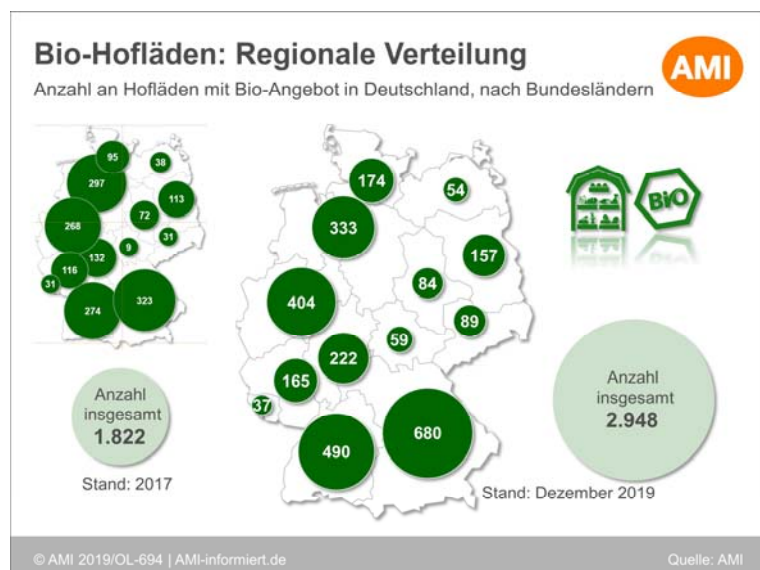 Bio-Hofläden: Regionale Verteilung
AMI
Anzahl an Hofläden mit Bio-Angebot in Deutschland, nach Bundesländern
95
38
297
113
72
268
31
9
132
116
31
323
274
Anzahl
insgesamt
1.822
Stand: 2017
174
54
333
157
84
404
89
59
222
165
37
680
490
BiO
Anzahl
insgesamt
2.948
Stand: Dezember 2019
© AMI 2019/OL-694 | AMI-informiert.de
Quelle: AMI